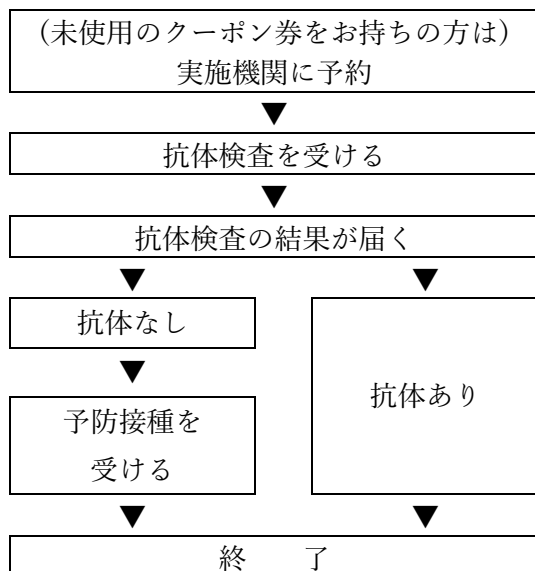 （未使用のクーポン券をお持ちの方は）
実施機関に予約
▼
抗体検査を受ける
▼
抗体検査の結果が届く
▼ ▼
抗体なし
▼
予防接種を
受ける
抗体あり
▼ ▼
終　　了